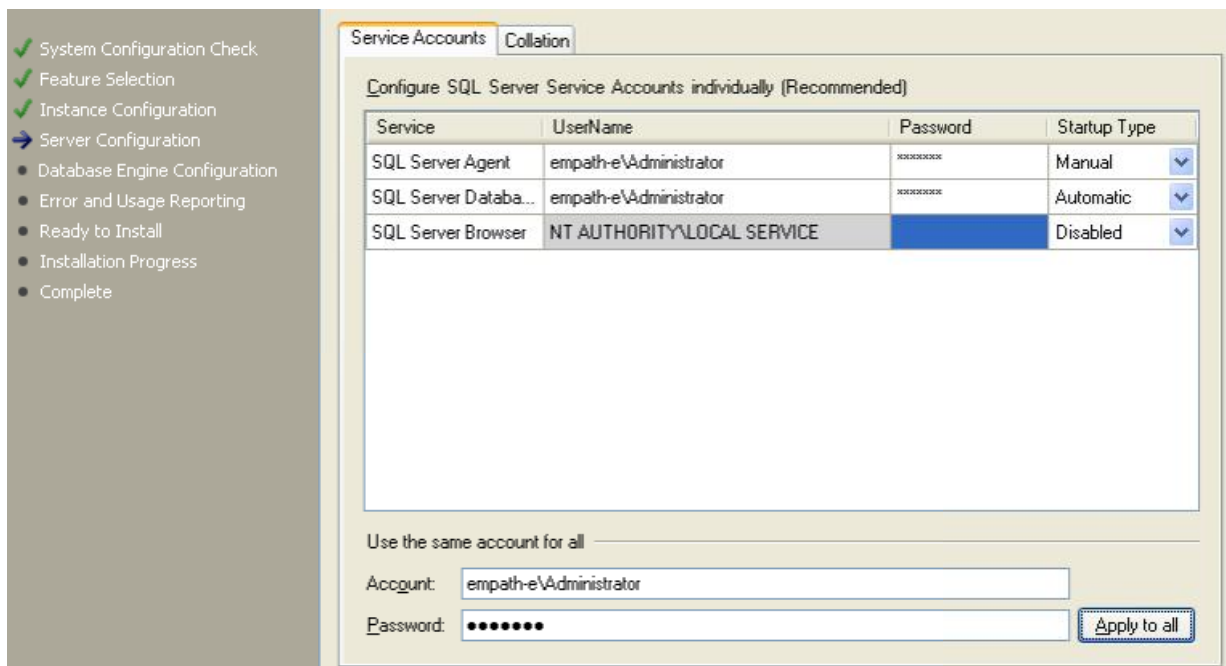 System Configuration Check
Feature Selection
Instance Configuration
Server Configuration
Database Engine Configuration
Error and Usage Reporting
Ready to Install
Installation Progress
Complete
Service Accounts Collation
Configure SQL Server Service Accounts individually (Recommended)
Service UserName Password Startup Type
SQL Server Agent empath-e\Administrator ******* Manual
SQL Server Databa... empath-e\Administrator ******* Automatic
SQL Server Browser NT AUTHORITY\LOCAL SERVICE Disabled
Use the same account for all
Account: empath-e\Administrator
Password: ●●●●●●● Apply to all